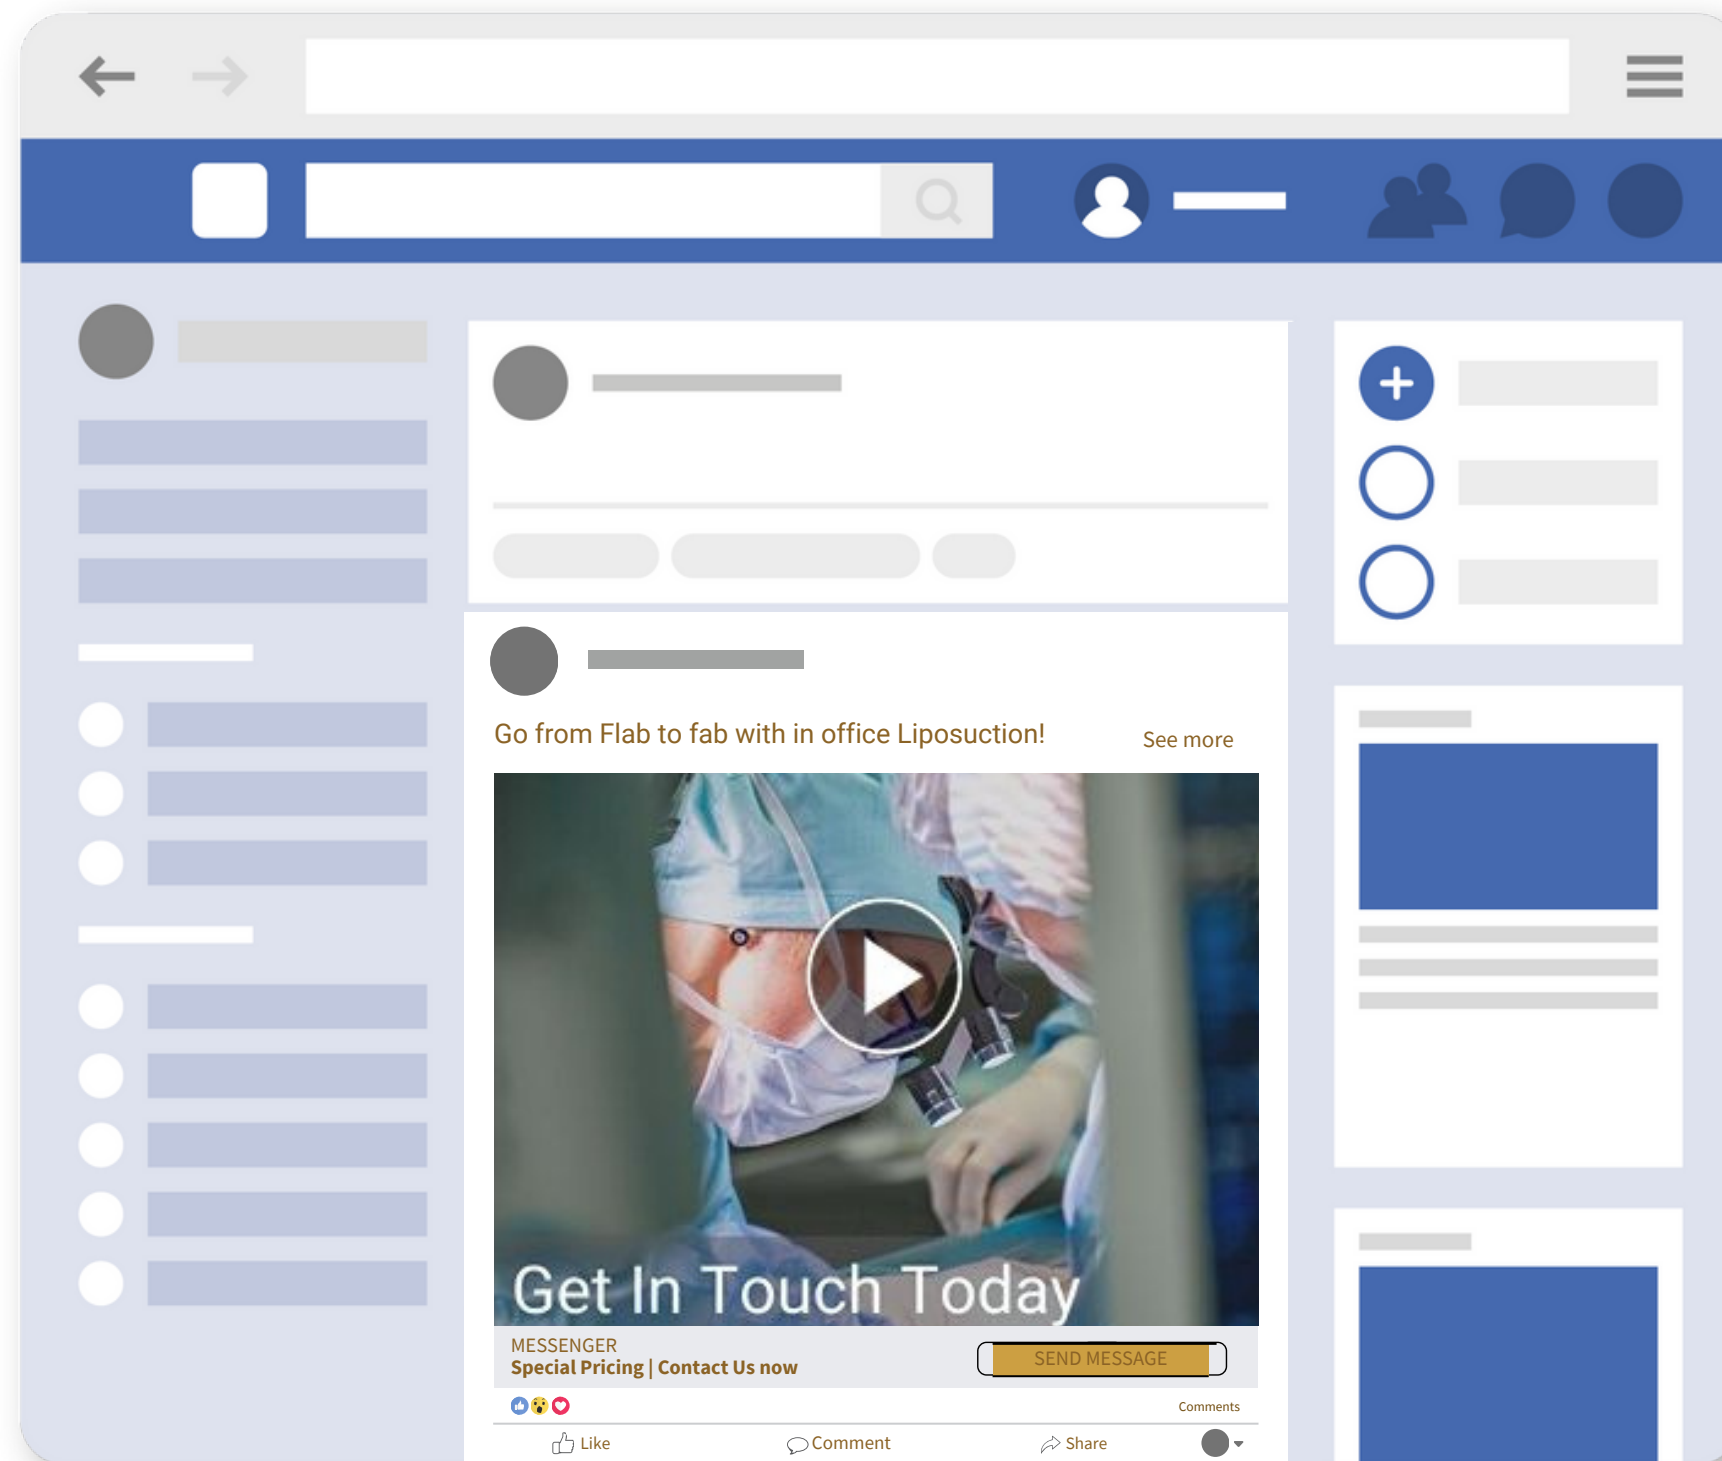 Go from Flab to fab with in office Liposuction!
See more
Get In Touch Today
MESSENGER
Special Pricing | Contact Us now
SEND MESSAGE
Comments
Like
Comment
Share